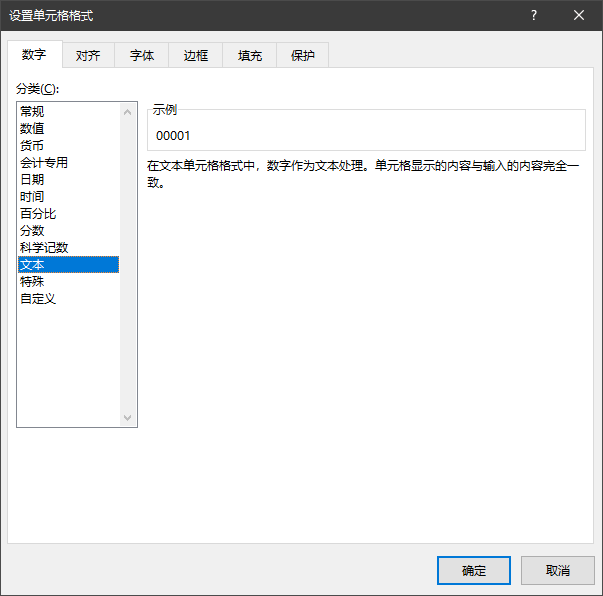 设置单元格格式
?
数字 对齐 字体 边框 填充 保护
分类(C):
常规
数值
货币
会计专用
日期
时间
百分比
分数
科学记数
文本
特殊
自定义
示例
00001
在文本单元格格式中，数字作为文本处理。单元格显示的内容与输入的内容完全一
致。
确定 取消